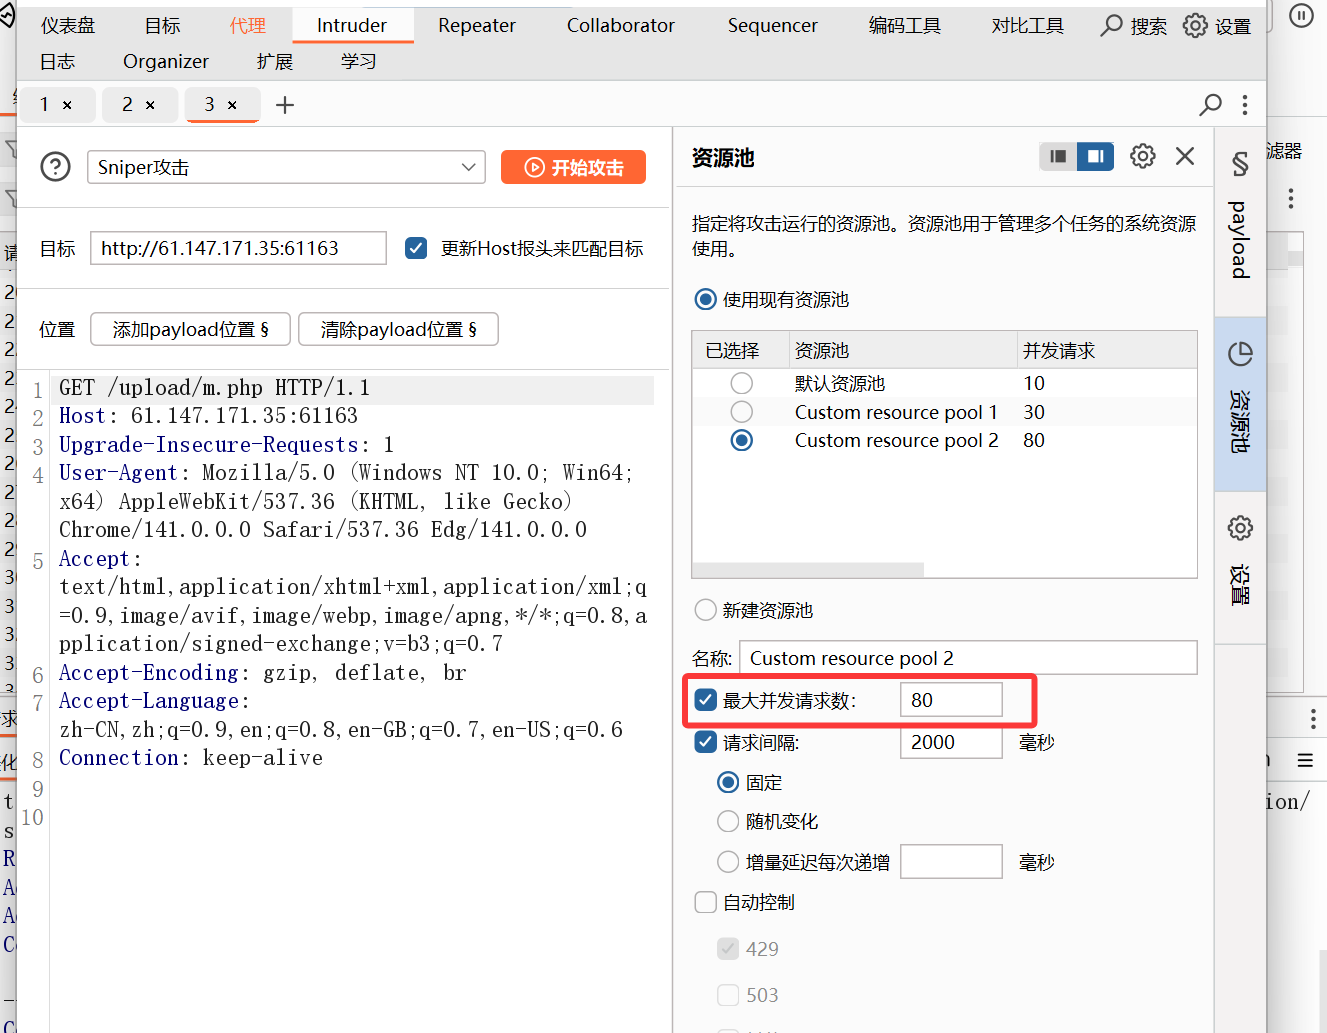 仪表盘 目标 代理 Intruder Repeater Collaborator Sequencer 编码工具 对比工具 搜索 设置
日志 Organizer 扩展 学习
1 × 2 × 3 × +
Sniper攻击 开始攻击
目标 http://61.147.171.35:61163 更新Host报头来匹配目标
位置 添加payload位置 § 清除payload位置 §
1 GET /upload/m.php HTTP/1.1
2 Host: 61.147.171.35:61163
3 Upgrade-Insecure-Requests: 1
4 User-Agent: Mozilla/5.0 (Windows NT 10.0; Win64;
x64) AppleWebKit/537.36 (KHTML, like Gecko)
Chrome/141.0.0.0 Safari/537.36 Edg/141.0.0.0
5 Accept:
text/html,application/xhtml+xml,application/xml;q
=0.9,image/avif,image/webp,image/apng,*/*;q=0.8,a
pplication/signed-exchange;v=b3;q=0.7
6 Accept-Encoding: gzip, deflate, br
7 Accept-Language:
zh-CN,zh;q=0.9,en;q=0.8,en-GB;q=0.7,en-US;q=0.6
8 Connection: keep-alive
9
10
资源池
指定将攻击运行的资源池。资源池用于管理多个任务的系统资源
使用。
使用现有资源池
已选择 资源池 并发请求
默认资源池 10
Custom resource pool 1 30
Custom resource pool 2 80
新建资源池
名称: Custom resource pool 2
最大并发请求数: 80
请求间隔: 2000 毫秒
固定
随机变化
增量延迟每次递增 毫秒
自动控制
429
503
§ payload
资源池
设置
滤器
ion/